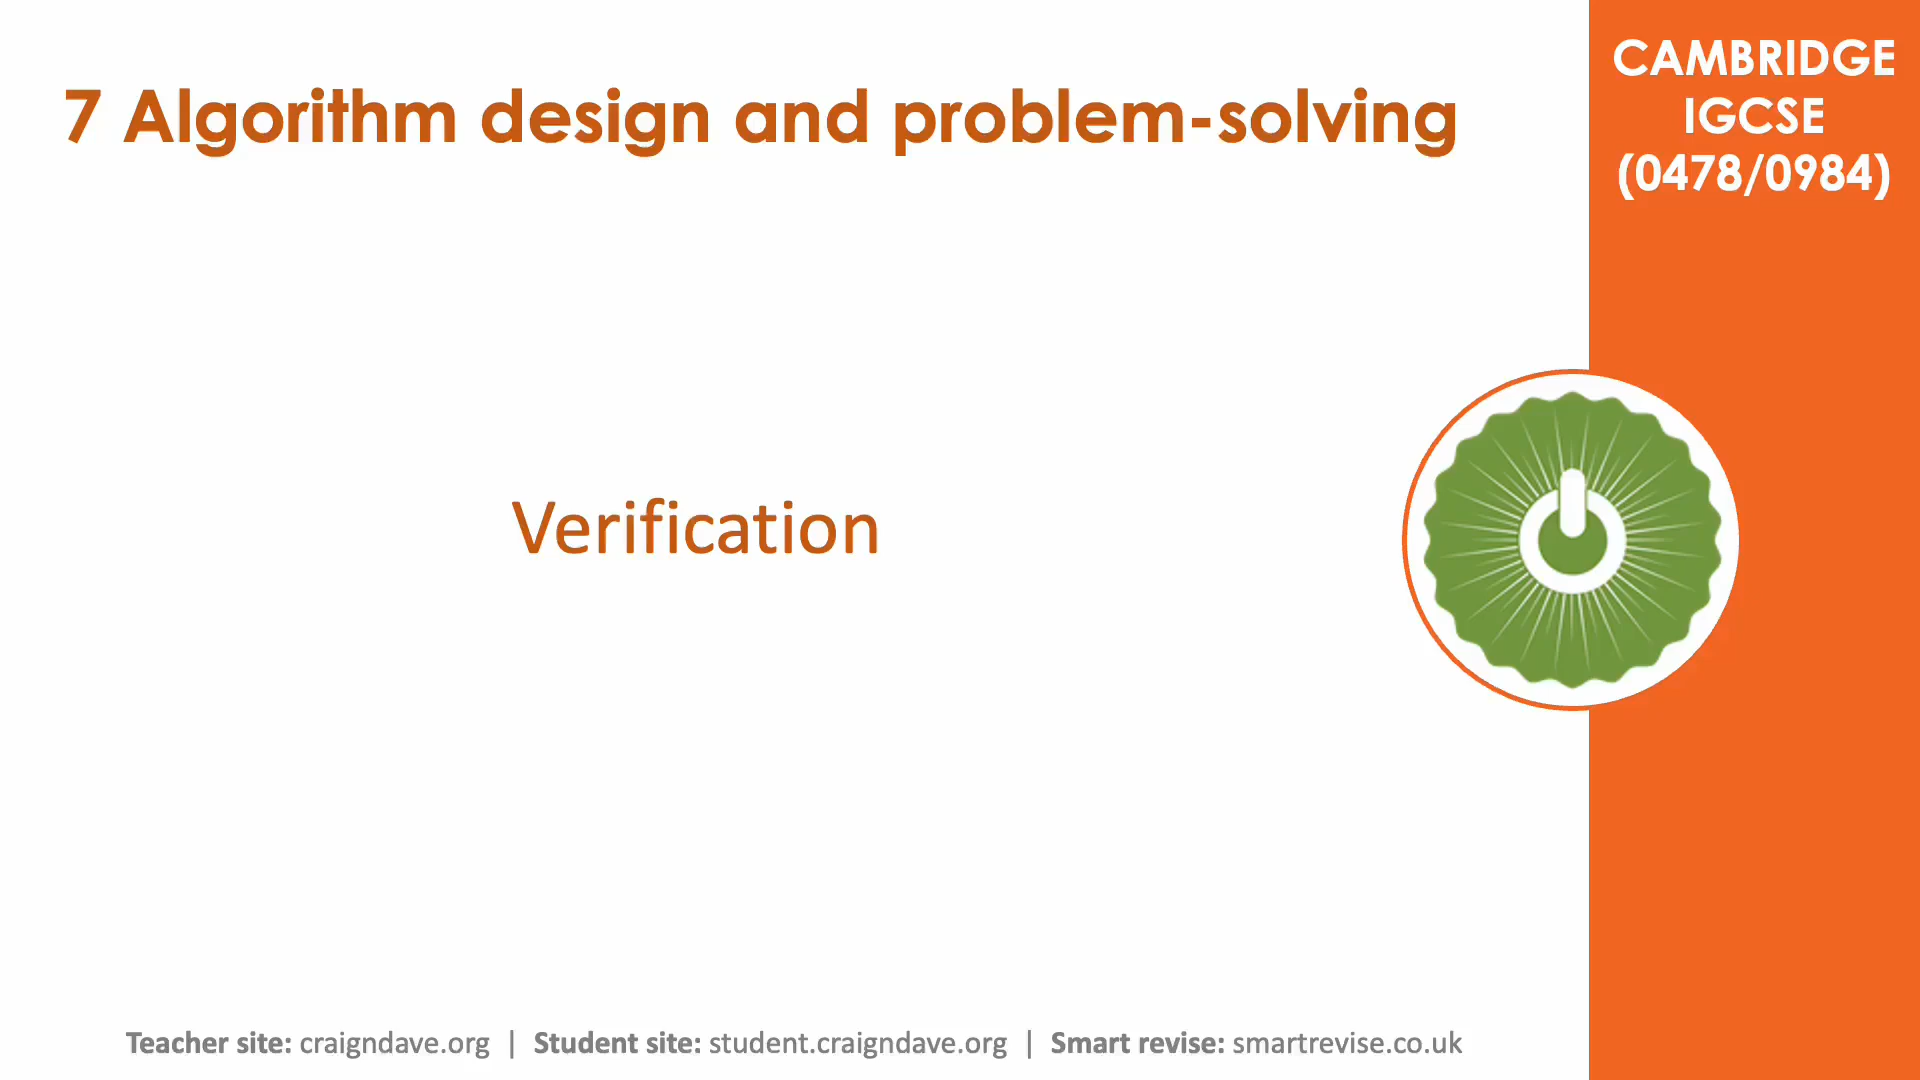 7 Algorithm design and problem-solving
CAMBRIDGE
IGCSE
(0478/0984)
Verification
Teacher site: craigndave.org | Student site: student.craigndave.org | Smart revise: smartrevise.co.uk